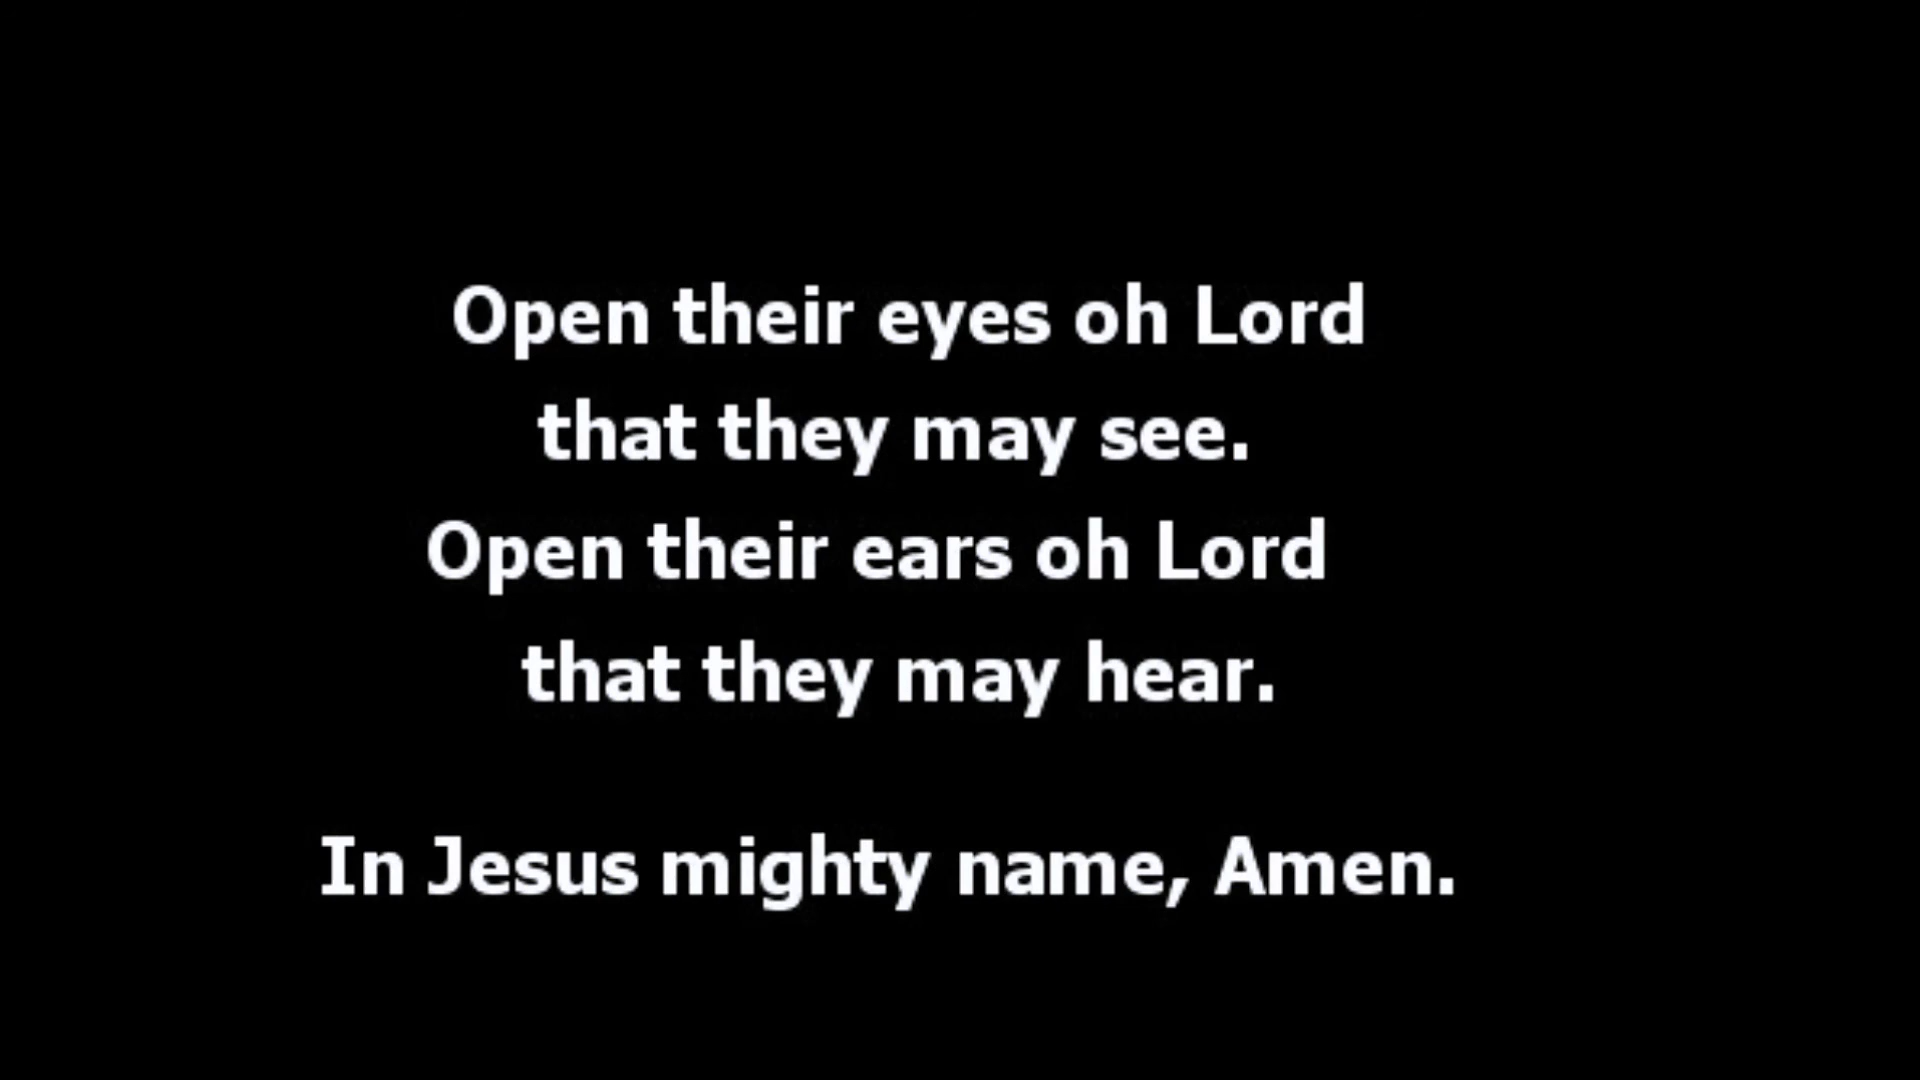 Open their eyes oh Lord
that they may see.
Open their ears oh Lord
that they may hear.
In Jesus mighty name, Amen.